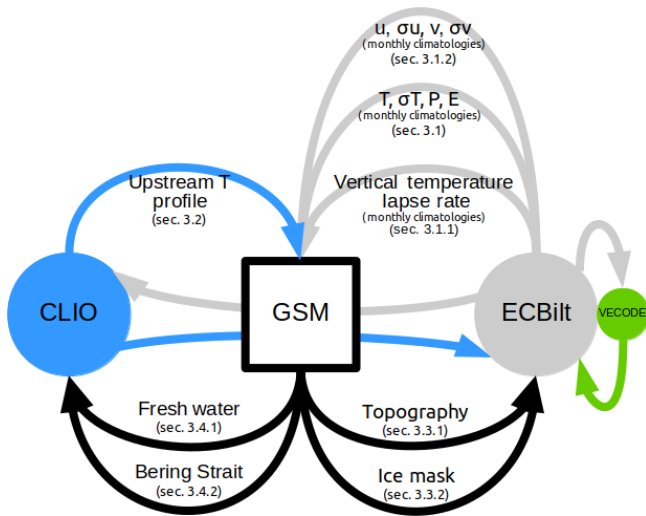 u, σu, v, σv
(monthly climatologies)
(sec. 3.1.2)
T, σT, P, E
(monthly climatologies)
(sec. 3.1)
Upstream T
profile
(sec. 3.2)
Vertical temperature
lapse rate
(monthly climatologies)
(sec. 3.1.1)
CLIO
GSM
ECBilt
VECODE
Fresh water
(sec. 3.4.1)
Topography
(sec. 3.3.1)
Bering Strait
(sec. 3.4.2)
Ice mask
(sec. 3.3.2)